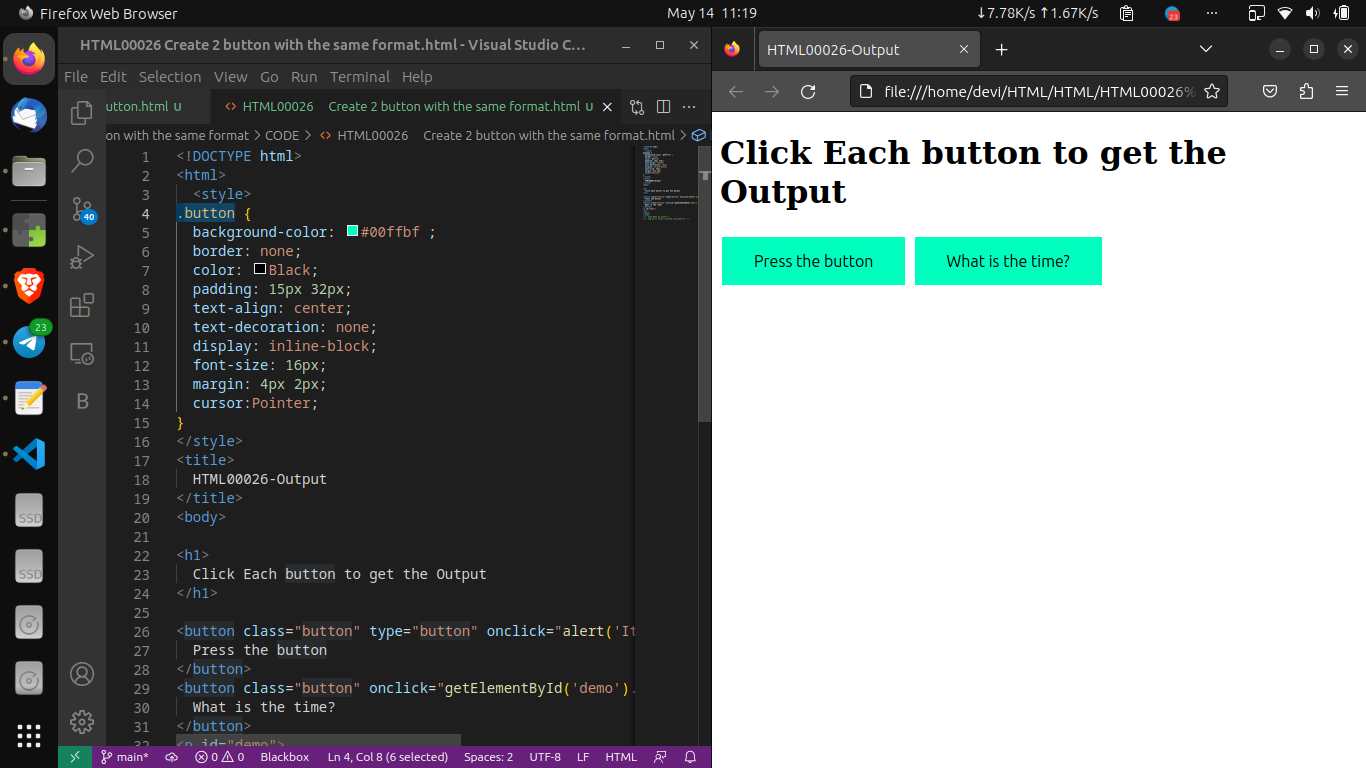 Firefox Web Browser
May 14 11:19
↓7.78K/s ↑1.67K/s
23
HTML00026 Create 2 button with the same format.html - Visual Studio C...
File Edit Selection View Go Run Terminal Help
utton.html U
HTML00026 Create 2 button with the same format.html U
on with the same format > CODE > HTML00026 Create 2 button with the same format.html >
1 <!DOCTYPE html>
2 <html>
3 <style>
4 .button {
5 background-color: #00ffbf ;
6 border: none;
7 color: Black;
8 padding: 15px 32px;
9 text-align: center;
10 text-decoration: none;
11 display: inline-block;
12 font-size: 16px;
13 margin: 4px 2px;
14 cursor:Pointer;
15 }
16 </style>
17 <title>
18 HTML00026-Output
19 </title>
20 <body>
21
22 <h1>
23 Click Each button to get the Output
24 </h1>
25
26 <button class="button" type="button" onclick="alert('It
27 Press the button
28 </button>
29 <button class="button" onclick="getElementById('demo').
30 What is the time?
31 </button>
32 <p id="demo">
40
B
23
SSD
SSD
main* 0 0 Blackbox Ln 4, Col 8 (6 selected) Spaces: 2 UTF-8 LF HTML
HTML00026-Output
file:///home/devi/HTML/HTML/HTML00026%
Click Each button to get the
Output
Press the button
What is the time?